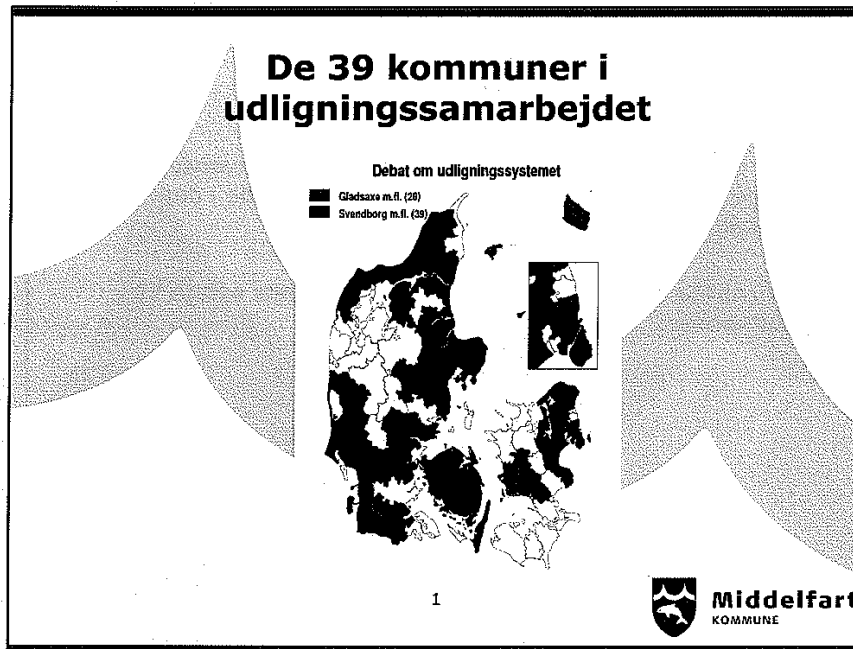 De 39 kommuner i
udligningssamarbejdet
Debat om udligningssystemet
Gladsaxe m.fl. (28)
Svendborg m.fl. (39)
1
Middelfart
KOMMUNE